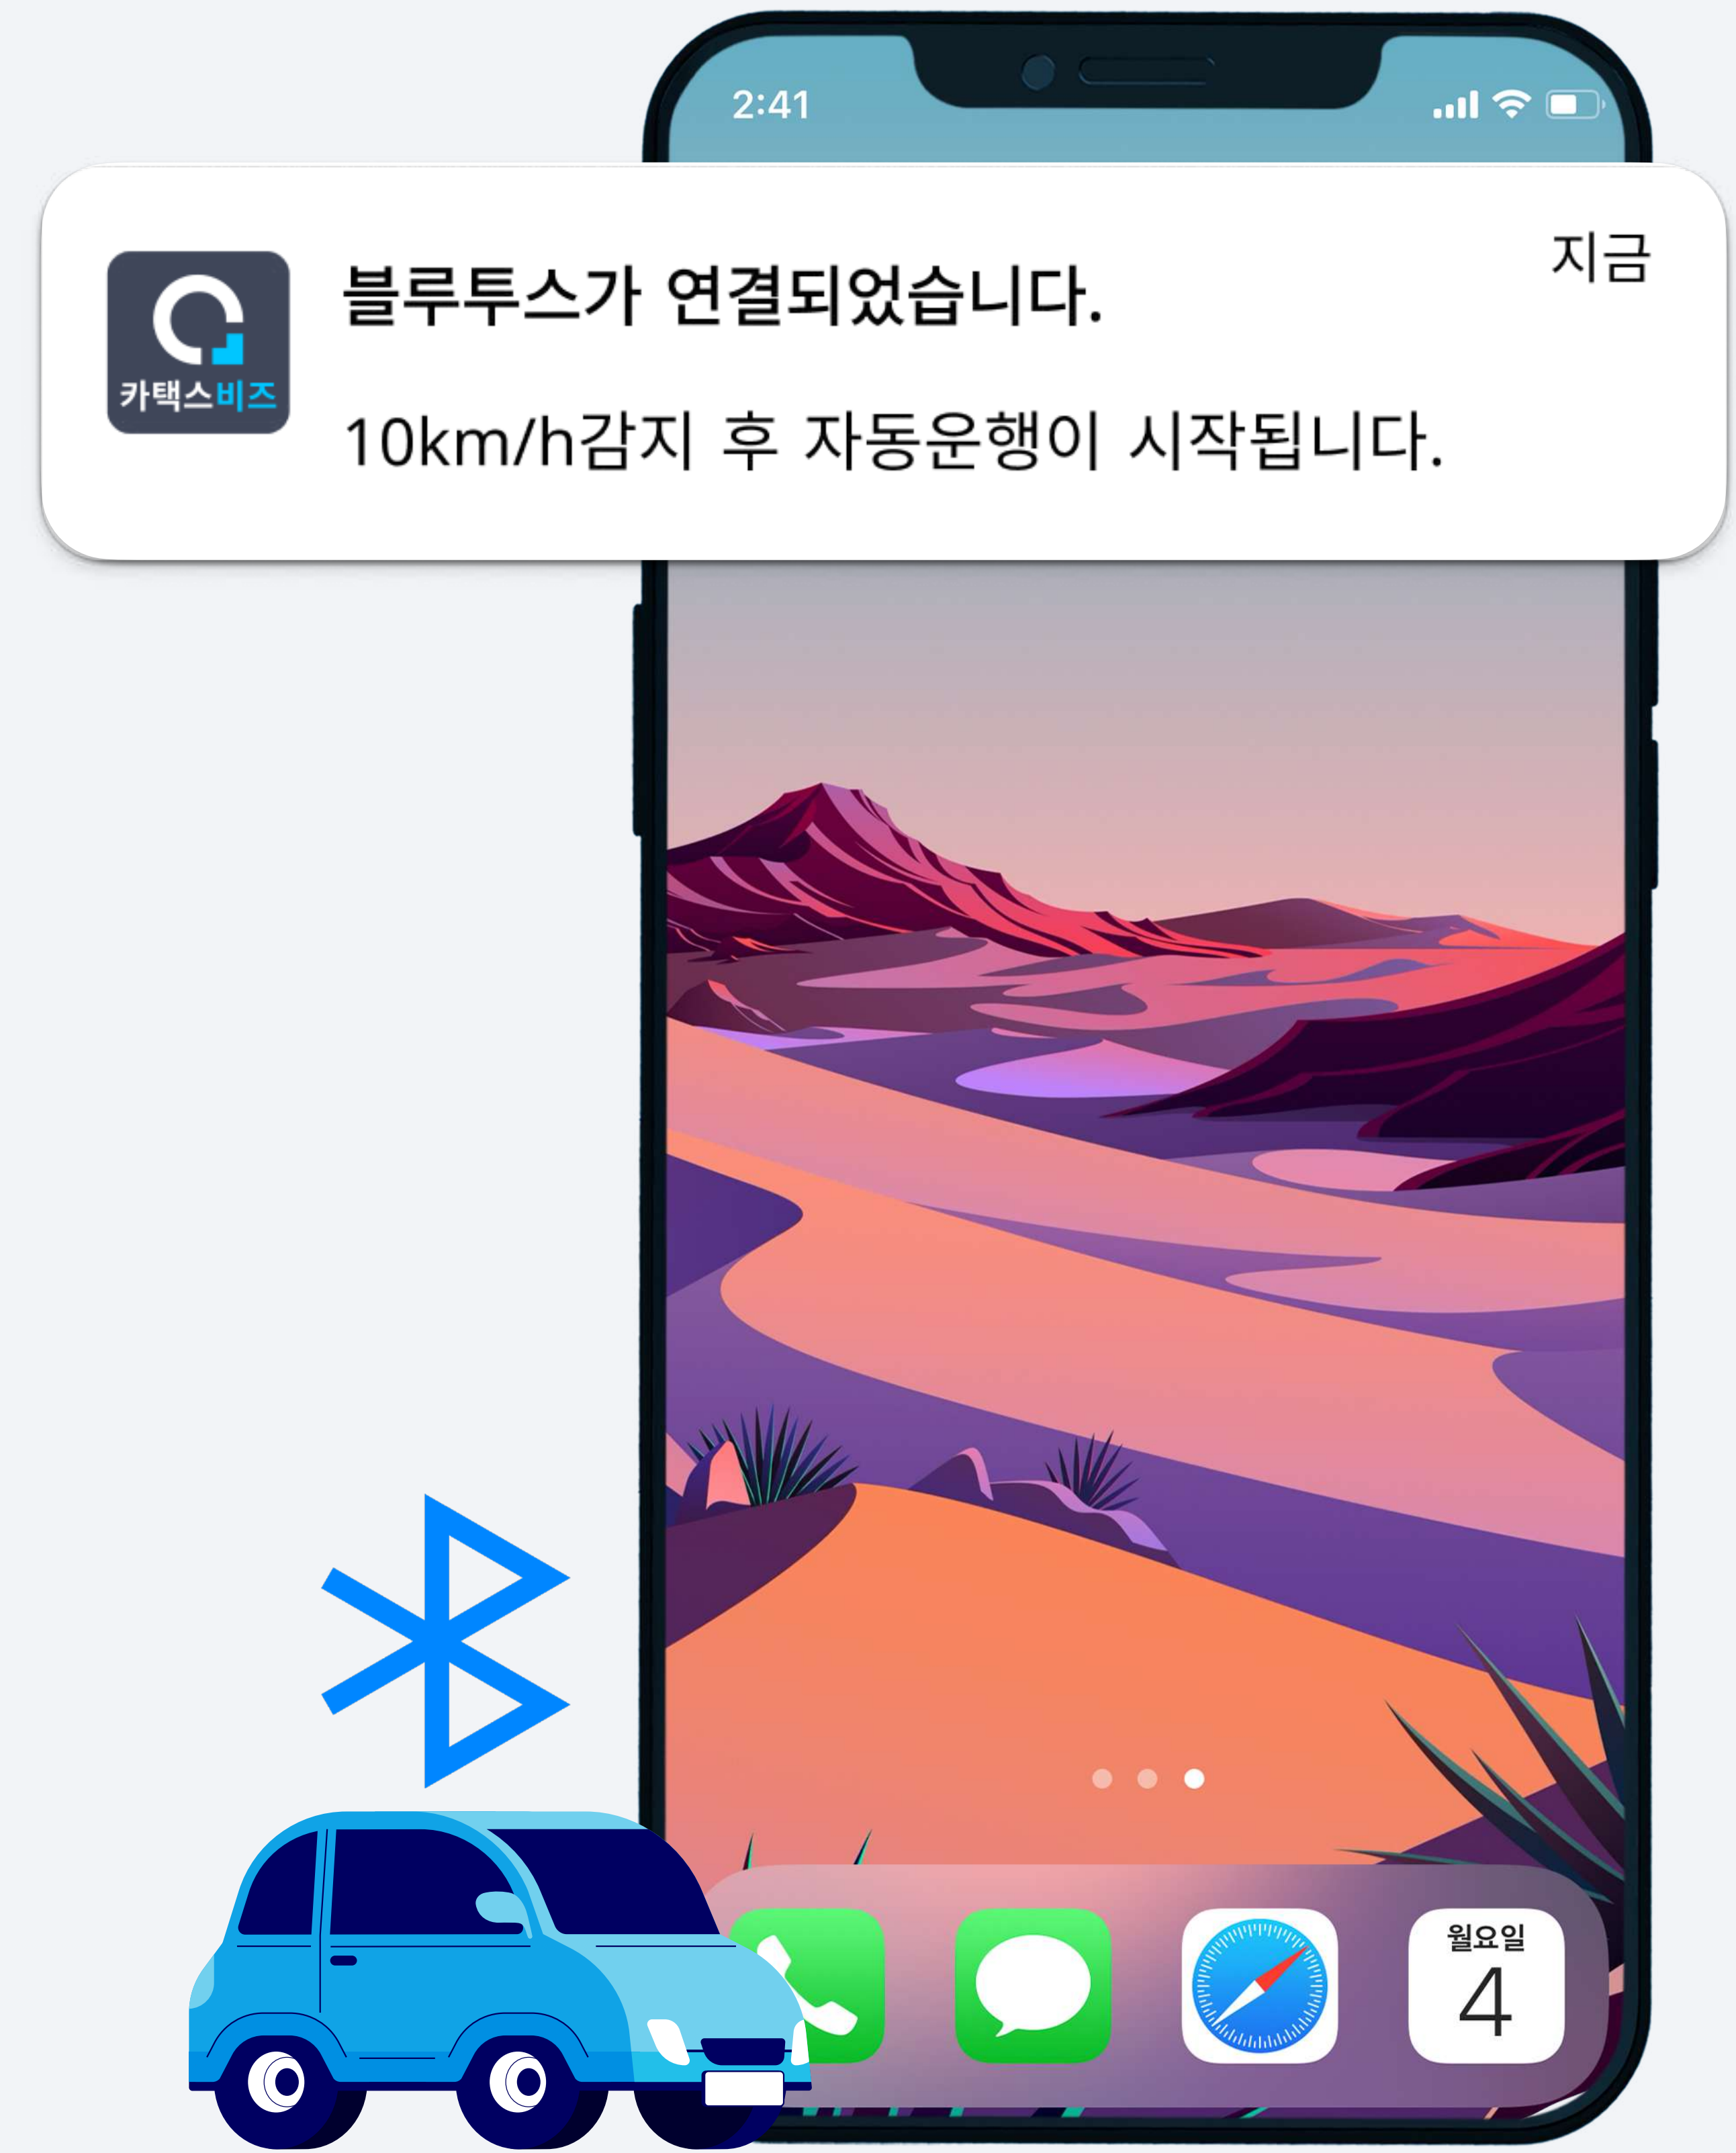 2:41
지금
카택스비즈
블루투스가 연결되었습니다.
10km/h감지 후 자동운행이 시작됩니다.
월요일
4